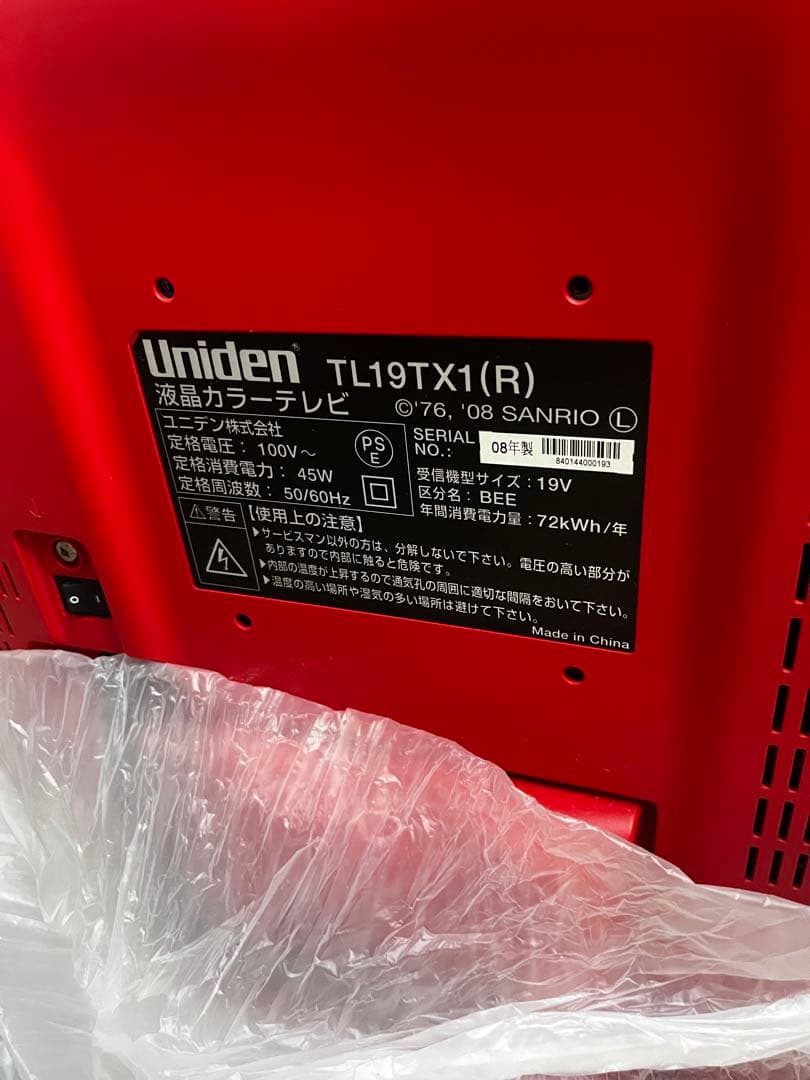 Uniden® TL19TX1(R)
液晶カラーテレビ ©'76, '08 SANRIO Ⓛ
ユニデン株式会社
定格電圧: 100V～
定格消費電力: 45W
定格周波数: 50/60Hz
PS
E
SERIAL
NO.:
08年製
840144000193
受信機型サイズ:19V
区分名: BEE
年間消費電力量:72kWh/年
⚠警告
【使用上の注意】
▶サービスマン以外の方は、分解しないで下さい。電圧の高い部分が
ありますので内部に触ると危険です。
▶内部の温度が上昇するので通気孔の周囲に適切な間隔をおいて下さい。
▶温度の高い場所や湿気の多い場所は避けて下さい。
Made in China
O I